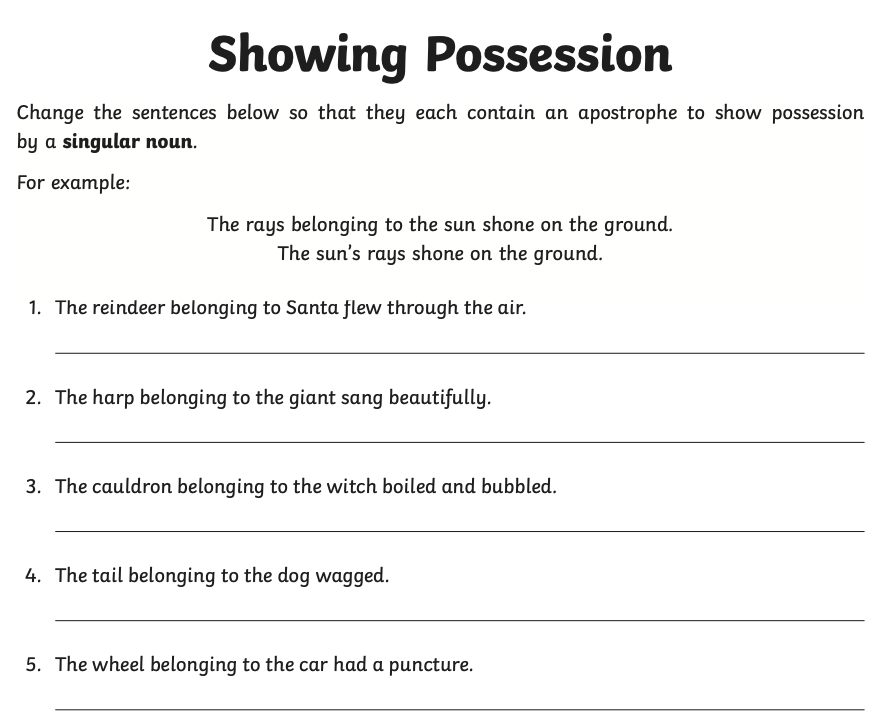 Showing Possession
Change the sentences below so that they each contain an apostrophe to show possession
by a singular noun.
For example:
The rays belonging to the sun shone on the ground.
The sun’s rays shone on the ground.
1. The reindeer belonging to Santa flew through the air.
2. The harp belonging to the giant sang beautifully.
3. The cauldron belonging to the witch boiled and bubbled.
4. The tail belonging to the dog wagged.
5. The wheel belonging to the car had a puncture.